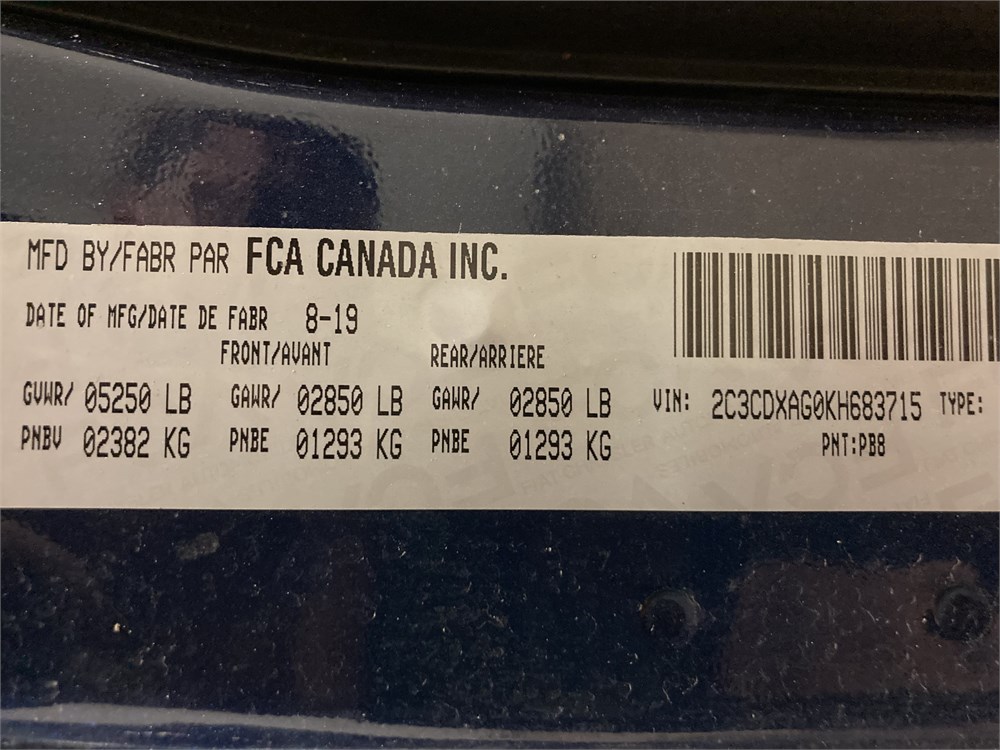 MFD BY/FABR PAR FCA CANADA INC.
DATE OF MFG/DATE DE FABR 8-19
FRONT/AVANT REAR/ARRIERE
GVWR/ 05250 LB GAWR/ 02850 LB GAWR/ 02850 LB VIN: 2C3CDXAG0KH683715 TYPE:
PNBV 02382 KG PNBE 01293 KG PNBE 01293 KG PNT:PB8